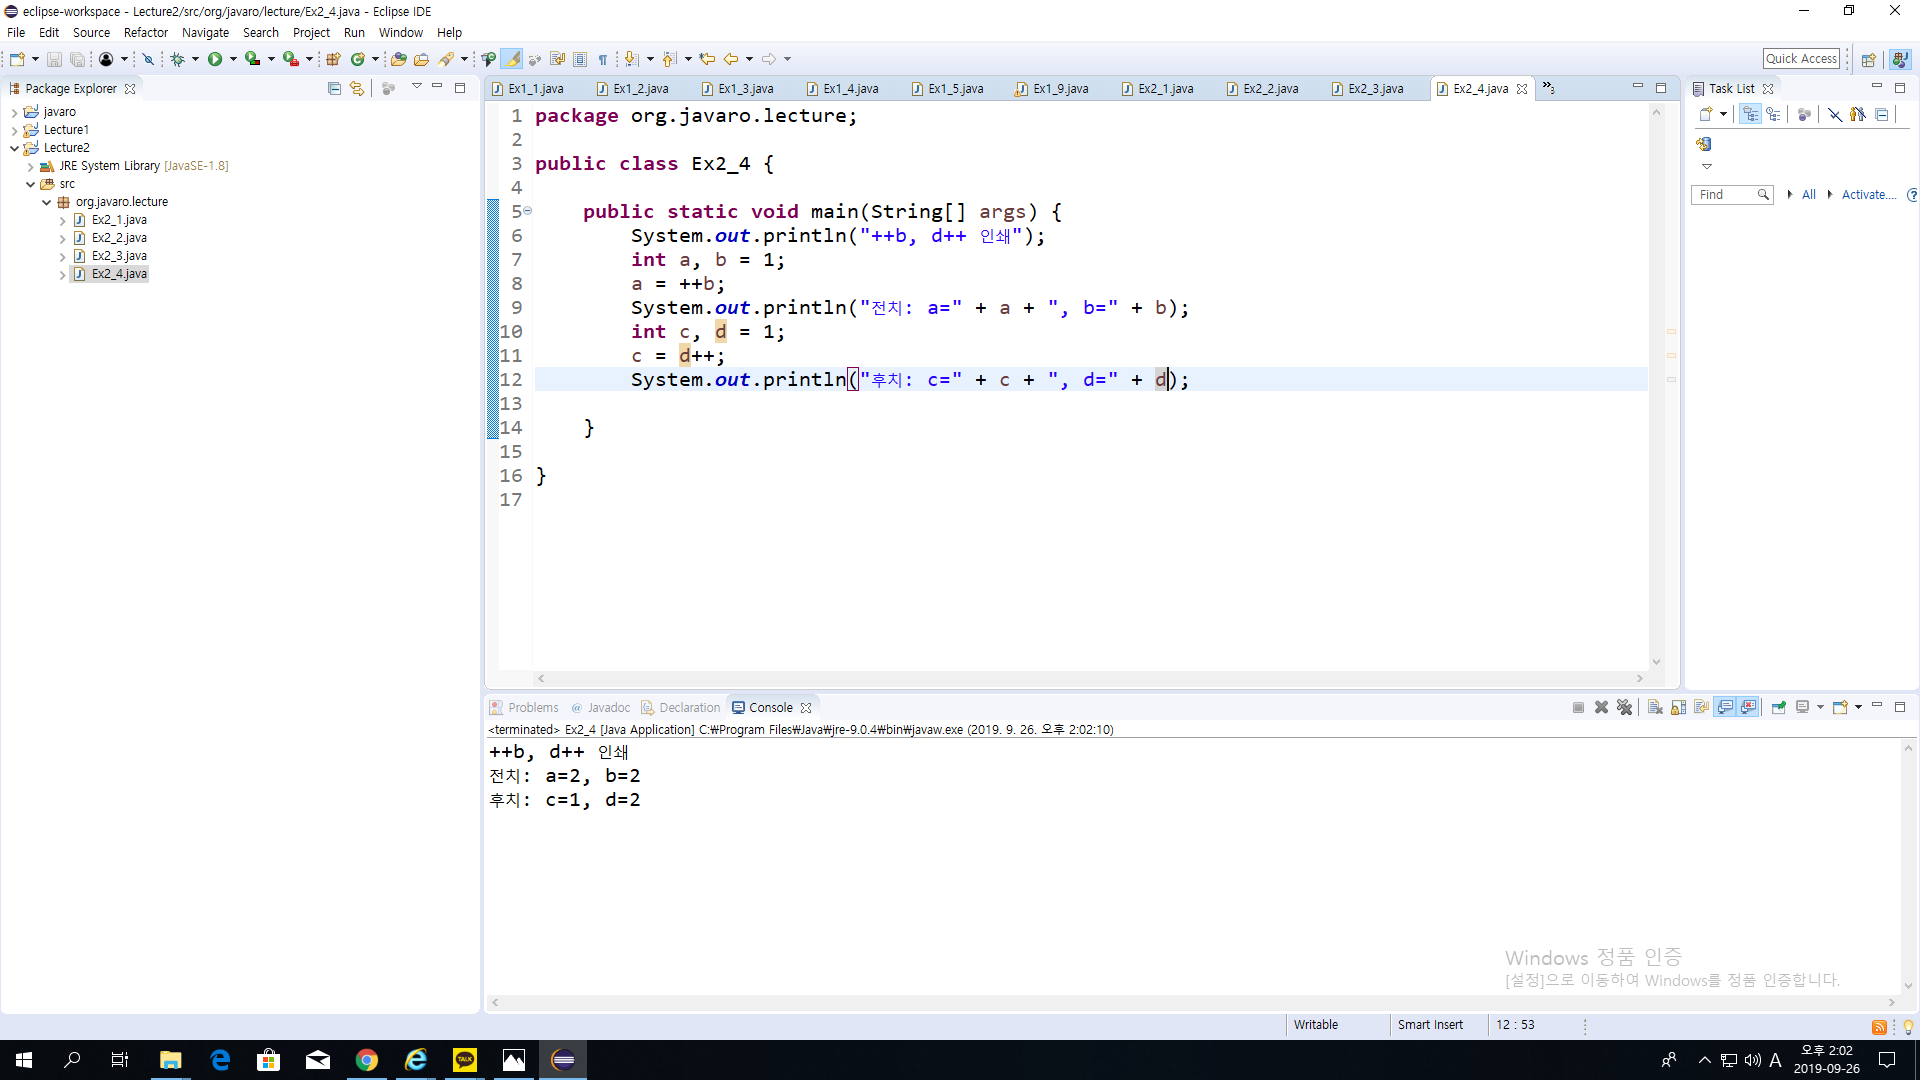 eclipse-workspace - Lecture2/src/org/javaro/lecture/Ex2_4.java - Eclipse IDE
File Edit Source Refactor Navigate Search Project Run Window Help
Quick Access
Package Explorer
javaro
Lecture1
Lecture2
JRE System Library [JavaSE-1.8]
src
org.javaro.lecture
Ex2_1.java
Ex2_2.java
Ex2_3.java
Ex2_4.java
Ex1_1.java Ex1_2.java Ex1_3.java Ex1_4.java Ex1_5.java Ex1_9.java Ex2_1.java Ex2_2.java Ex2_3.java Ex2_4.java »3
1 package org.javaro.lecture;
2
3 public class Ex2_4 {
4
5 public static void main(String[] args) {
6 System.out.println("++b, d++ 인쇄");
7 int a, b = 1;
8 a = ++b;
9 System.out.println("전치: a=" + a + ", b=" + b);
10 int c, d = 1;
11 c = d++;
12 System.out.println("후치: c=" + c + ", d=" + d);
13
14 }
15
16 }
17
Task List
Find All Activate...
Problems @ Javadoc Declaration Console
<terminated> Ex2_4 [Java Application] C:₩Program Files₩Java₩jre-9.0.4₩bin₩javaw.exe (2019. 9. 26. 오후 2:02:10)
++b, d++ 인쇄
전치: a=2, b=2
후치: c=1, d=2
Windows 정품 인증
[설정]으로 이동하여 Windows를 정품 인증합니다.
Writable Smart Insert 12 : 53
TALK
A
오후 2:02
2019-09-26